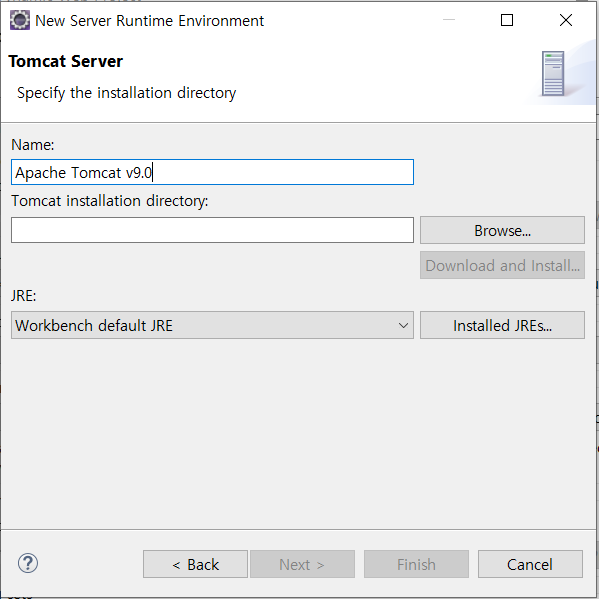 New Server Runtime Environment
Tomcat Server
Specify the installation directory
Name:
Apache Tomcat v9.0
Tomcat installation directory:
Browse...
Download and Install...
JRE:
Workbench default JRE
Installed JREs...
?
< Back
Next >
Finish
Cancel